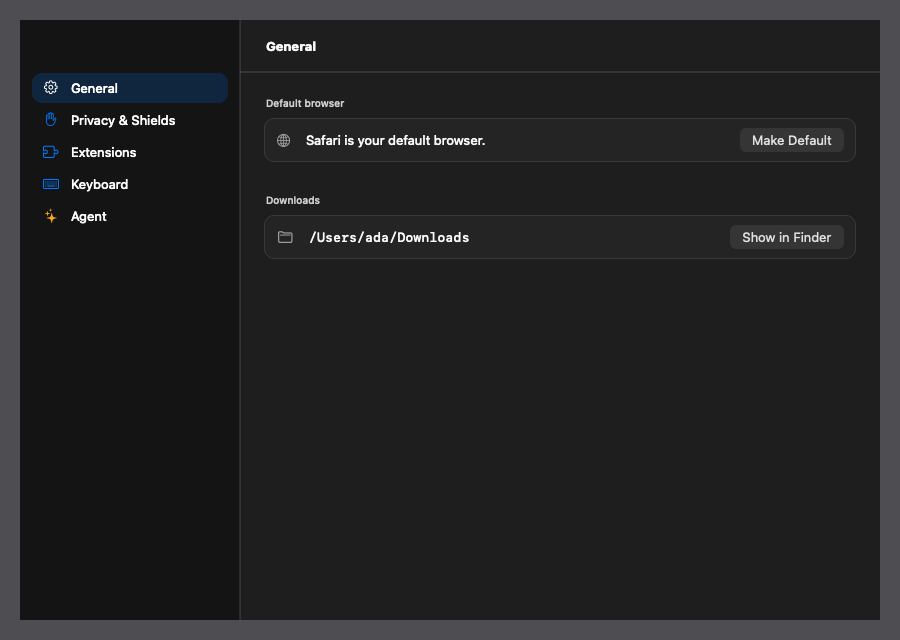 General
General
Privacy & Shields
Extensions
Keyboard
Agent
Default browser
Safari is your default browser.
Make Default
Downloads
/Users/ada/Downloads
Show in Finder